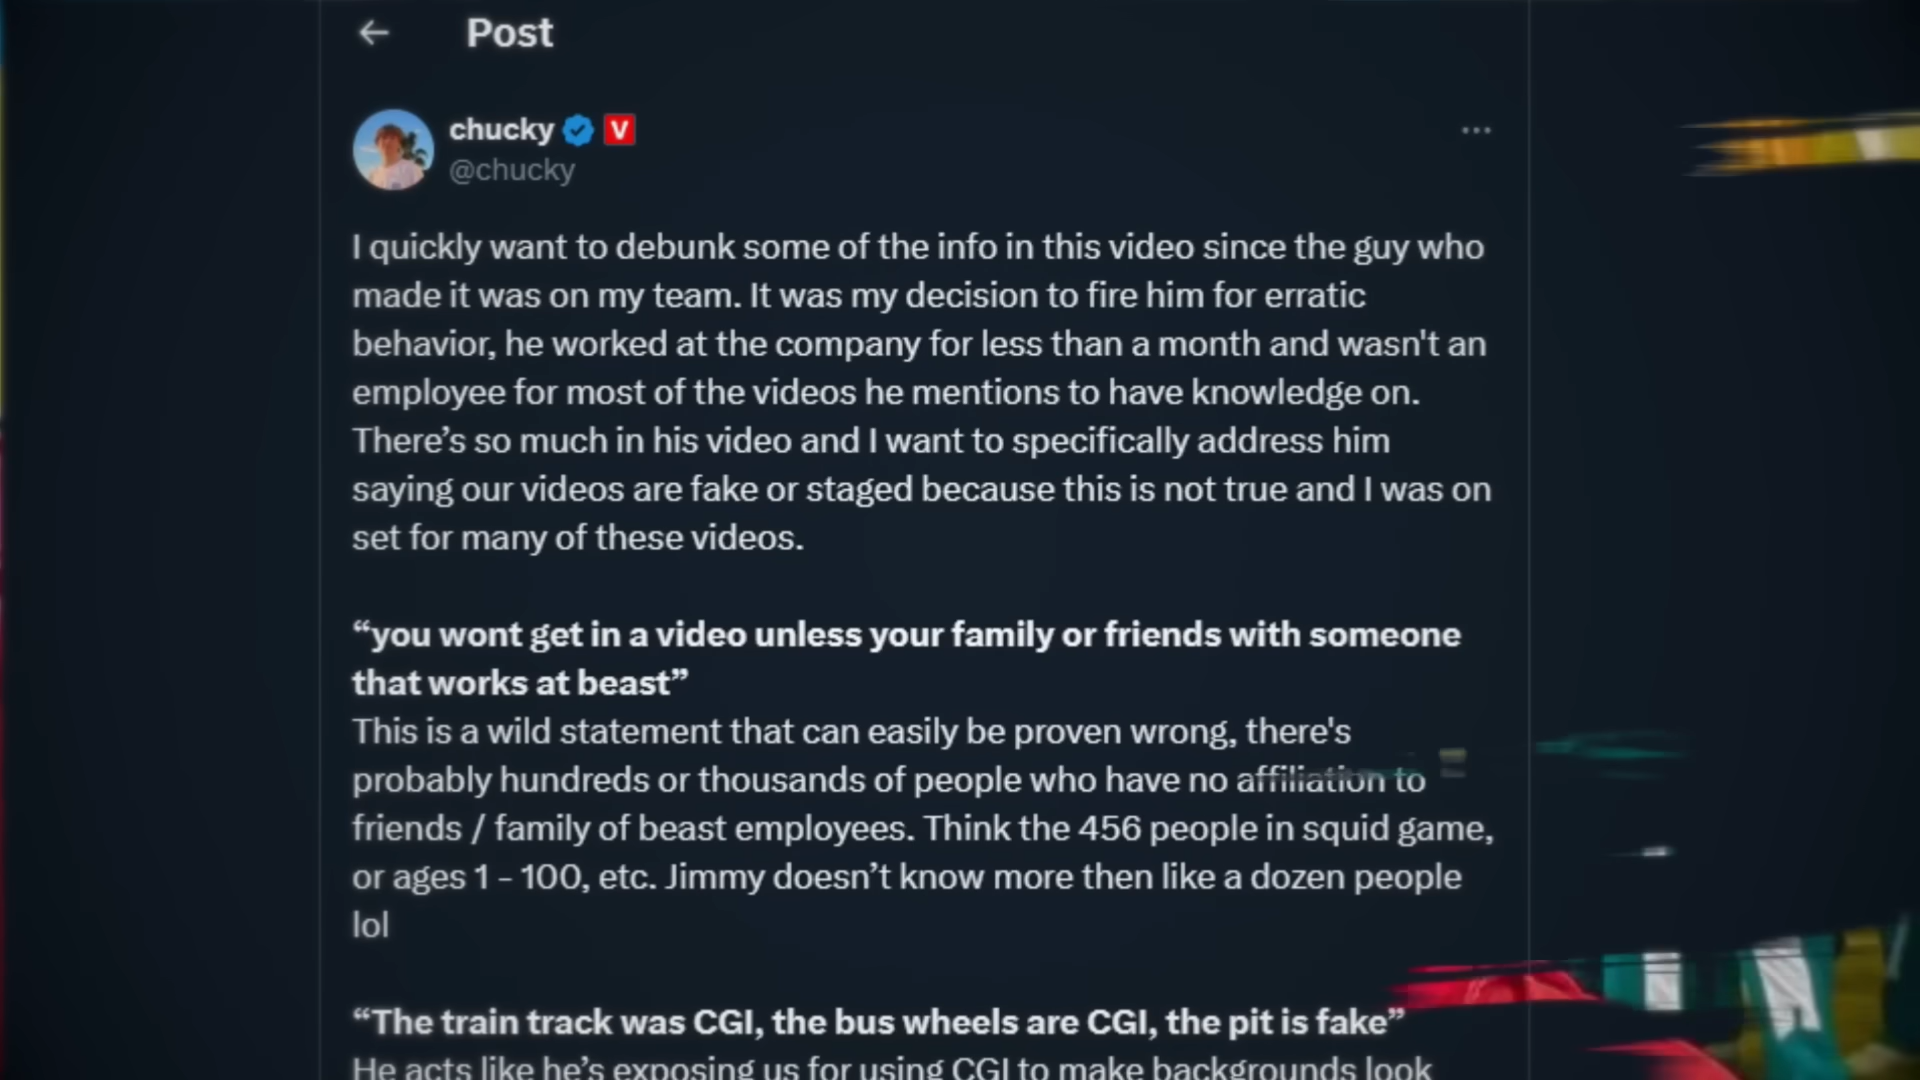 Post
chucky V
@chucky
I quickly want to debunk some of the info in this video since the guy who
made it was on my team. It was my decision to fire him for erratic
behavior, he worked at the company for less than a month and wasn't an
employee for most of the videos he mentions to have knowledge on.
There’s so much in his video and I want to specifically address him
saying our videos are fake or staged because this is not true and I was on
set for many of these videos.
“you wont get in a video unless your family or friends with someone
that works at beast”
This is a wild statement that can easily be proven wrong, there's
probably hundreds or thousands of people who have no affiliation to
friends / family of beast employees. Think the 456 people in squid game,
or ages 1 - 100, etc. Jimmy doesn’t know more then like a dozen people
lol
“The train track was CGI, the bus wheels are CGI, the pit is fake”
He acts like he’s exposing us for using CGI to make backgrounds look